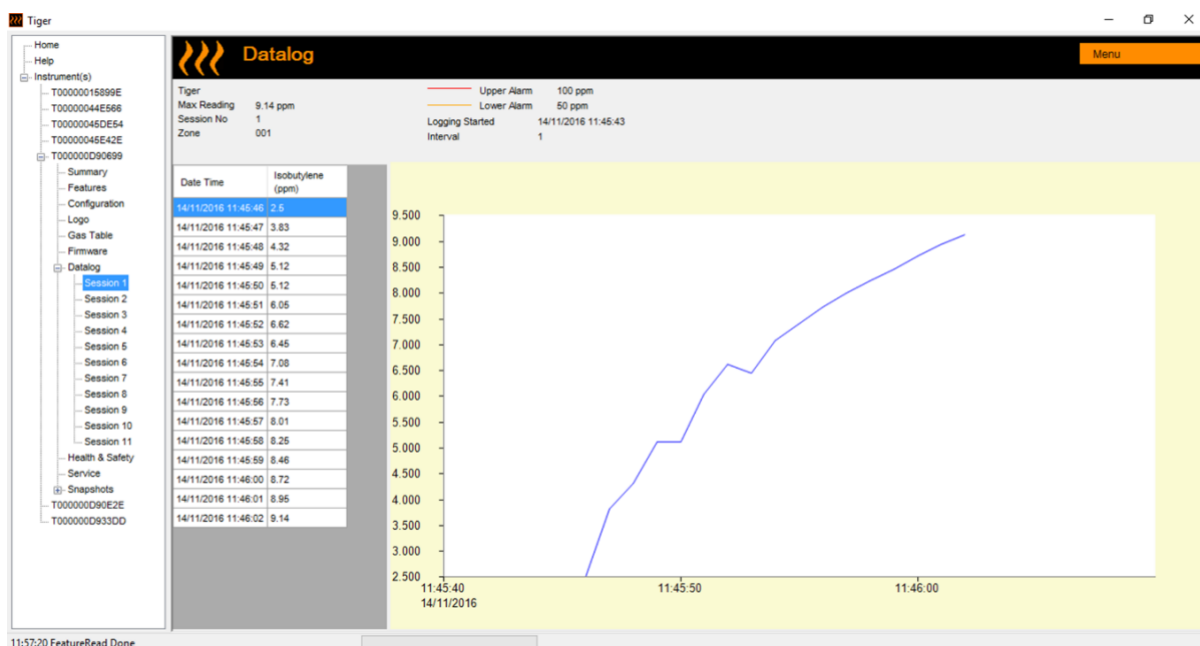 Tiger
Home
Help
Instrument(s)
T00000015899E
T00000044E566
T00000045DE54
T00000045E42E
T000000D90699
Summary
Features
Configuration
Logo
Gas Table
Firmware
Datalog
Session 1
Session 2
Session 3
Session 4
Session 5
Session 6
Session 7
Session 8
Session 9
Session 10
Session 11
Health & Safety
Service
Snapshots
T000000D90E2E
T000000D933DD
Datalog
Menu
Tiger
Max Reading 9.14 ppm
Session No 1
Zone 001
Upper Alarm 100 ppm
Lower Alarm 50 ppm
Logging Started 14/11/2016 11:45:43
Interval 1
Date Time Isobutylene (ppm)
14/11/2016 11:45:46 2.5
14/11/2016 11:45:47 3.83
14/11/2016 11:45:48 4.32
14/11/2016 11:45:49 5.12
14/11/2016 11:45:50 5.12
14/11/2016 11:45:51 6.05
14/11/2016 11:45:52 6.62
14/11/2016 11:45:53 6.45
14/11/2016 11:45:54 7.08
14/11/2016 11:45:55 7.41
14/11/2016 11:45:56 7.73
14/11/2016 11:45:57 8.01
14/11/2016 11:45:58 8.25
14/11/2016 11:45:59 8.46
14/11/2016 11:46:00 8.72
14/11/2016 11:46:01 8.95
14/11/2016 11:46:02 9.14
9.500
9.000
8.500
8.000
7.500
7.000
6.500
6.000
5.500
5.000
4.500
4.000
3.500
3.000
2.500
11:45:40 11:45:50 11:46:00
14/11/2016
11:57:20 FeatureRead Done